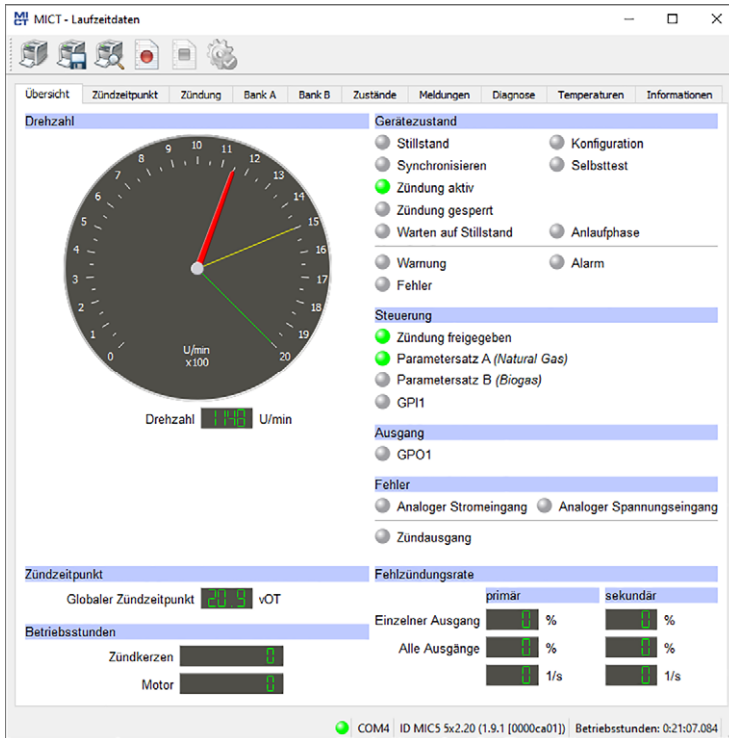 MICT - Laufzeitdaten
Übersicht Zündzeitpunkt Zündung Bank A Bank B Zustände Meldungen Diagnose Temperaturen Informationen
Drehzahl
0 1 2 3 4 5 6 7 8 9 10 11 12 13 14 15 16 17 18 19 20
U/min
x100
Drehzahl 1148 U/min
Gerätezustand
Stillstand Konfiguration
Synchronisieren Selbsttest
Zündung aktiv
Zündung gesperrt
Warten auf Stillstand Anlaufphase
Warnung Alarm
Fehler
Steuerung
Zündung freigegeben
Parametersatz A (Natural Gas)
Parametersatz B (Biogas)
GPI1
Ausgang
GPO1
Fehler
Analoger Stromeingang Analoger Spannungseingang
Zündausgang
Zündzeitpunkt
Globaler Zündzeitpunkt 20.9 vOT
Betriebsstunden
Zündkerzen 0
Motor 0
Fehlzündungsrate
primär sekundär
Einzelner Ausgang 0 % 0 %
Alle Ausgänge 0 % 0 %
0 1/s 0 1/s
COM4 ID MIC5 5x2.20 (1.9.1 [0000ca01]) Betriebsstunden: 0:21:07.084